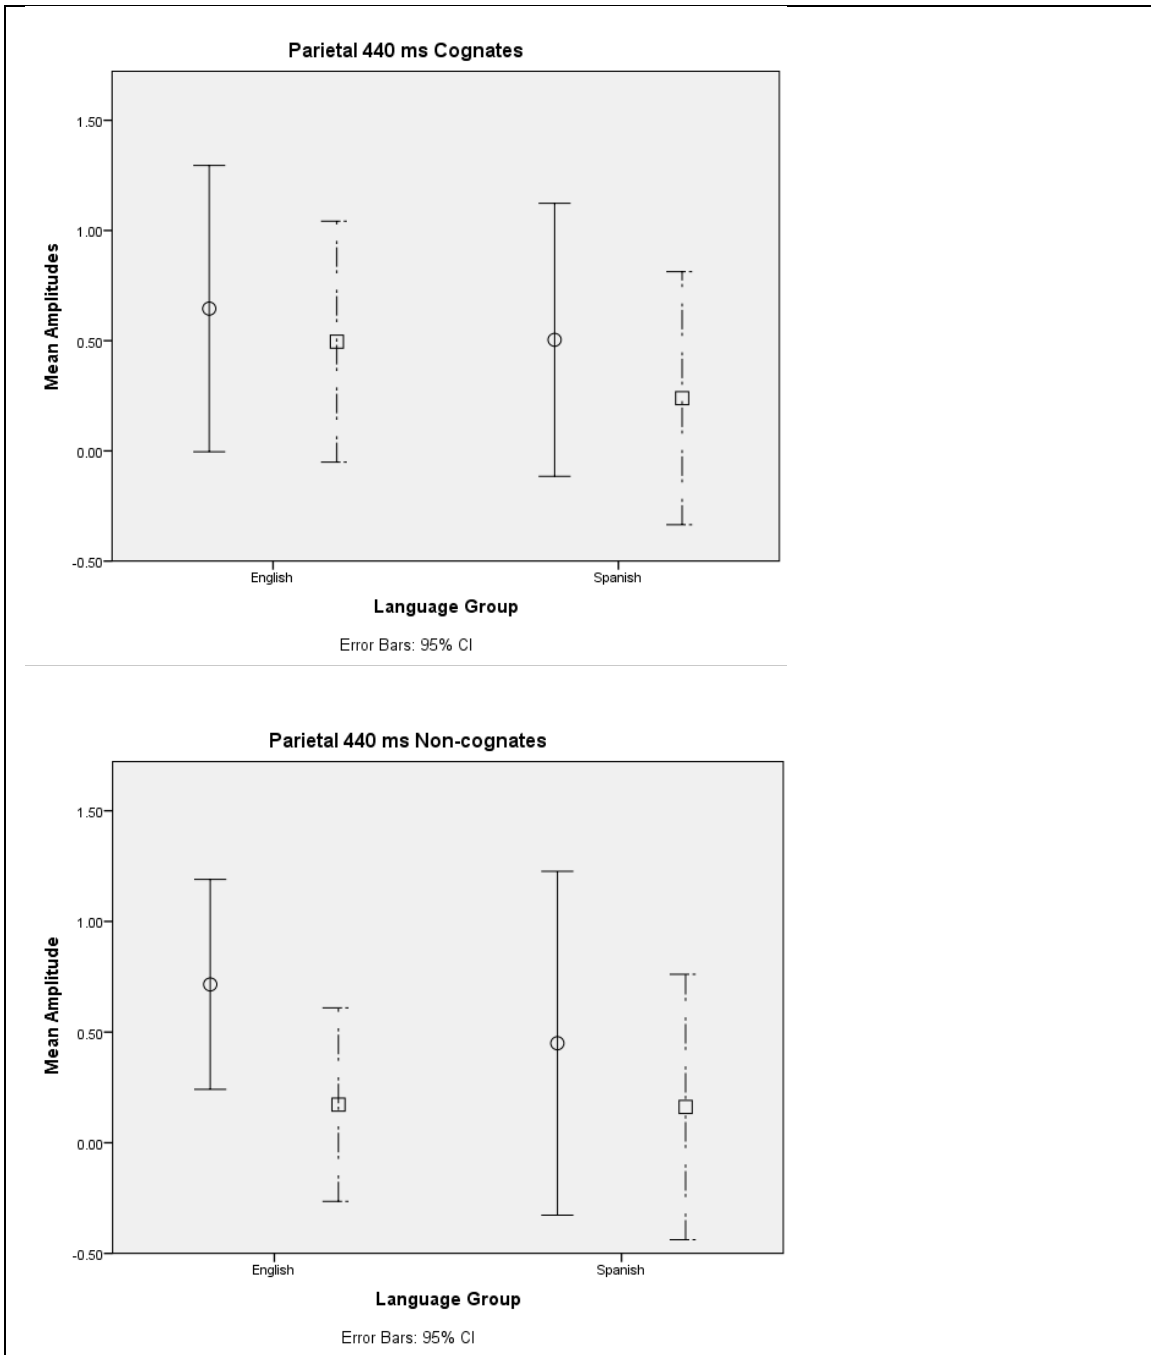 Parietal 440 ms Cognates
Mean Amplitudes
1.50
1.00
0.50
0.00
-0.50
English
Spanish
Language Group
Error Bars: 95% CI
Parietal 440 ms Non-cognates
Mean Amplitude
1.50
1.00
0.50
0.00
-0.50
English
Spanish
Language Group
Error Bars: 95% CI